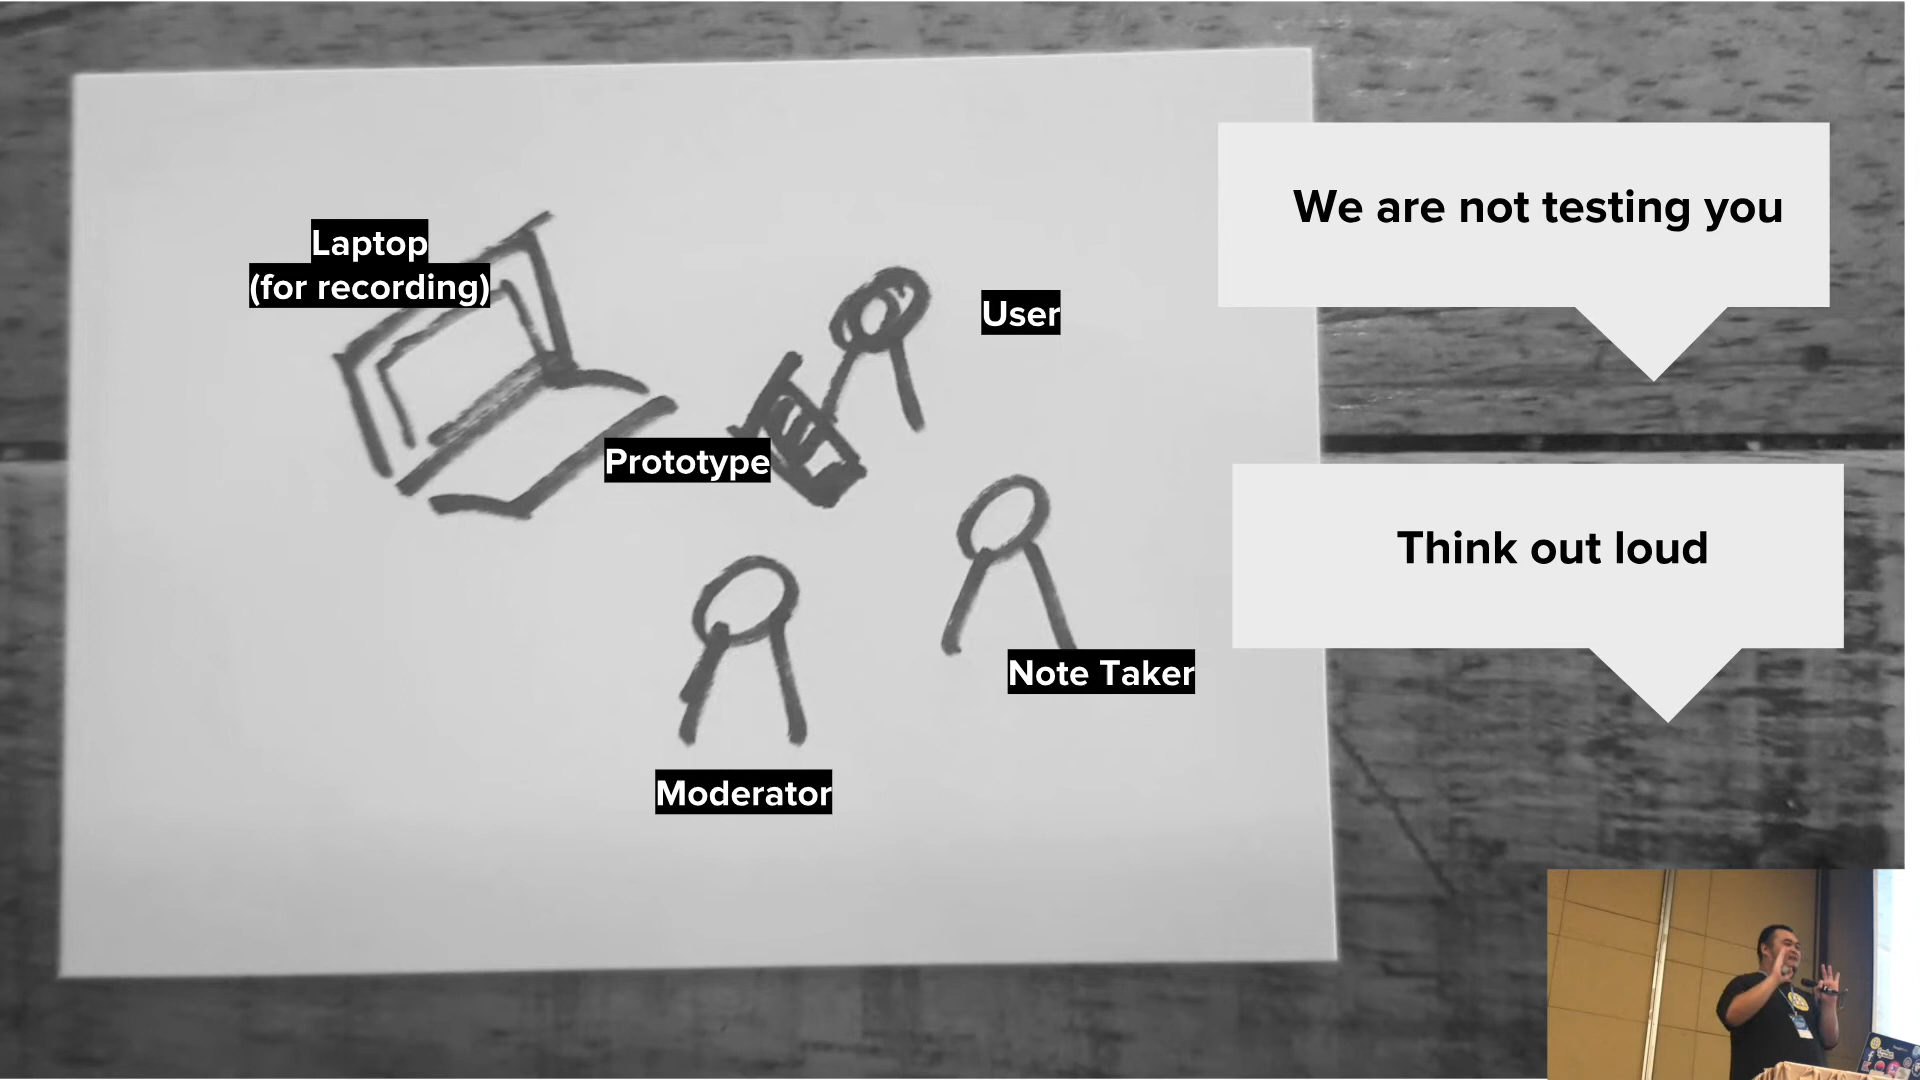 Laptop
(for recording)
User
Prototype
Note Taker
Moderator
We are not testing you
Think out loud